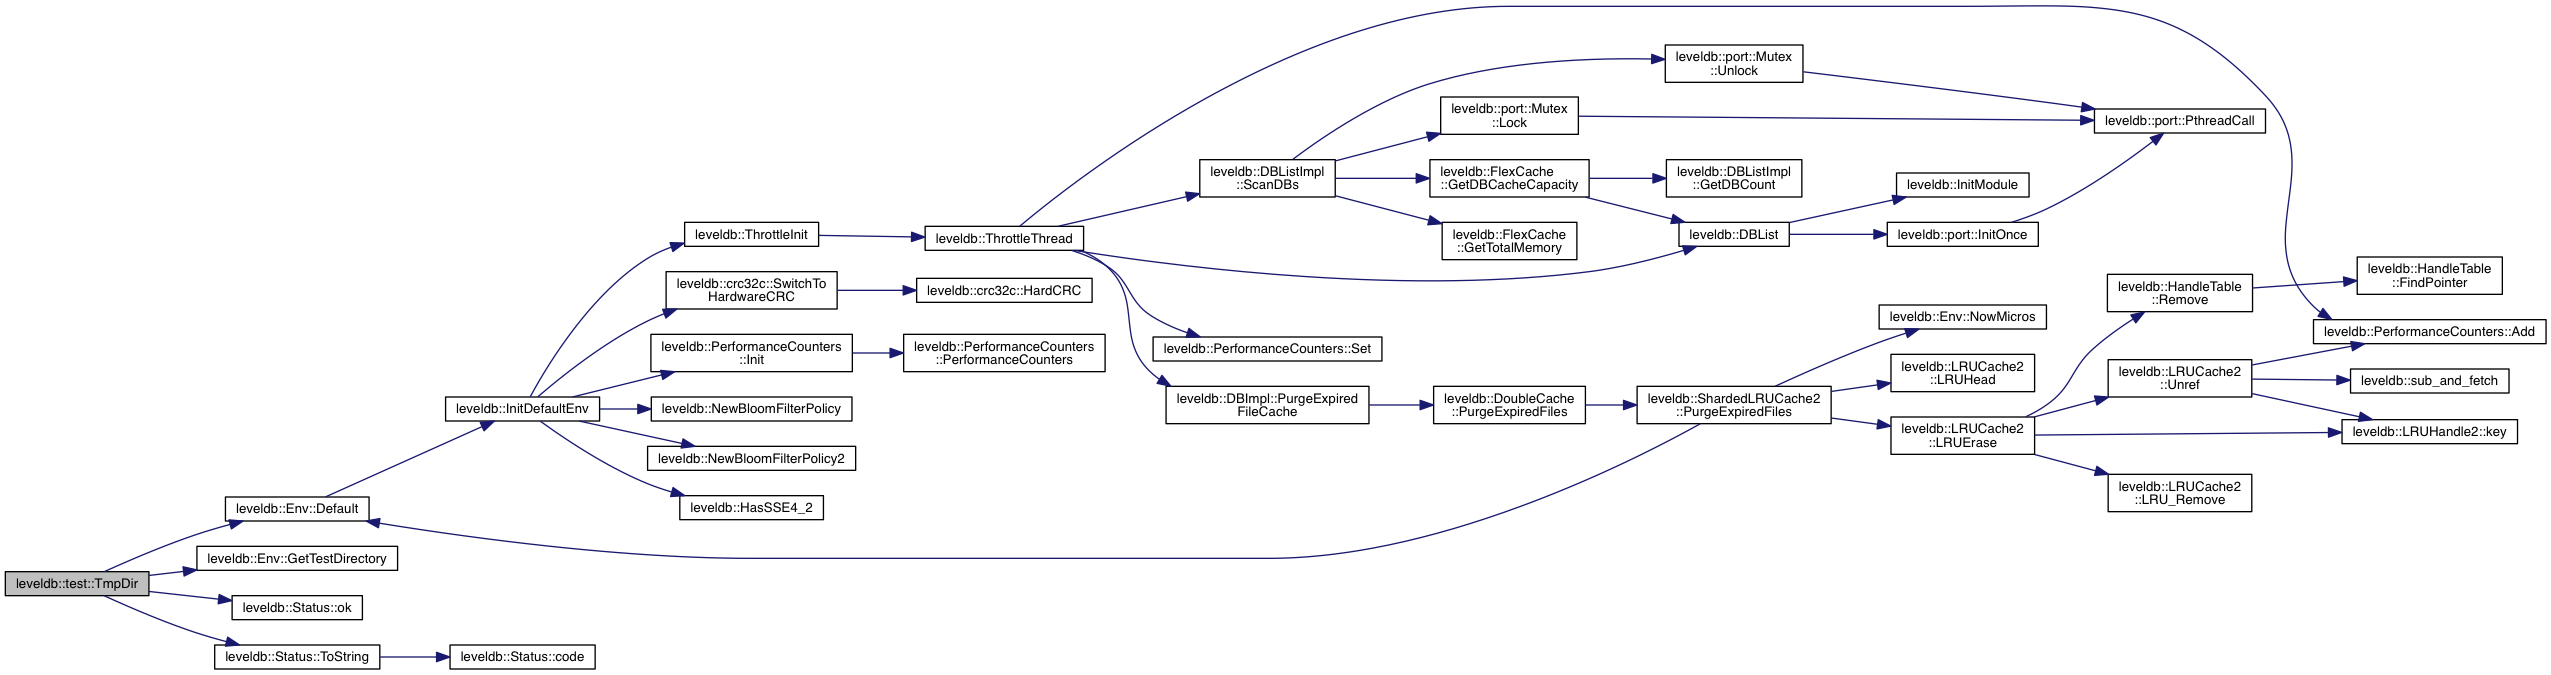 leveldb::test::TmpDir
leveldb::Env::Default
leveldb::Env::GetTestDirectory
leveldb::Status::ok
leveldb::Status::ToString
leveldb::InitDefaultEnv
leveldb::Status::code
leveldb::ThrottleInit
leveldb::crc32c::SwitchTo
HardwareCRC
leveldb::PerformanceCounters
::Init
leveldb::NewBloomFilterPolicy
leveldb::NewBloomFilterPolicy2
leveldb::HasSSE4_2
leveldb::ThrottleThread
leveldb::crc32c::HardCRC
leveldb::PerformanceCounters
::PerformanceCounters
leveldb::DBListImpl
::ScanDBs
leveldb::PerformanceCounters::Set
leveldb::DBImpl::PurgeExpired
FileCache
leveldb::port::Mutex
::Lock
leveldb::FlexCache
::GetDBCacheCapacity
leveldb::FlexCache
::GetTotalMemory
leveldb::DoubleCache
::PurgeExpiredFiles
leveldb::port::Mutex
::Unlock
leveldb::DBListImpl
::GetDBCount
leveldb::DBList
leveldb::ShardedLRUCache2
::PurgeExpiredFiles
leveldb::InitModule
leveldb::port::InitOnce
leveldb::Env::NowMicros
leveldb::LRUCache2
::LRUHead
leveldb::LRUCache2
::LRUErase
leveldb::port::PthreadCall
leveldb::HandleTable
::Remove
leveldb::LRUCache2
::Unref
leveldb::LRUCache2
::LRU_Remove
leveldb::HandleTable
::FindPointer
leveldb::PerformanceCounters::Add
leveldb::sub_and_fetch
leveldb::LRUHandle2::key